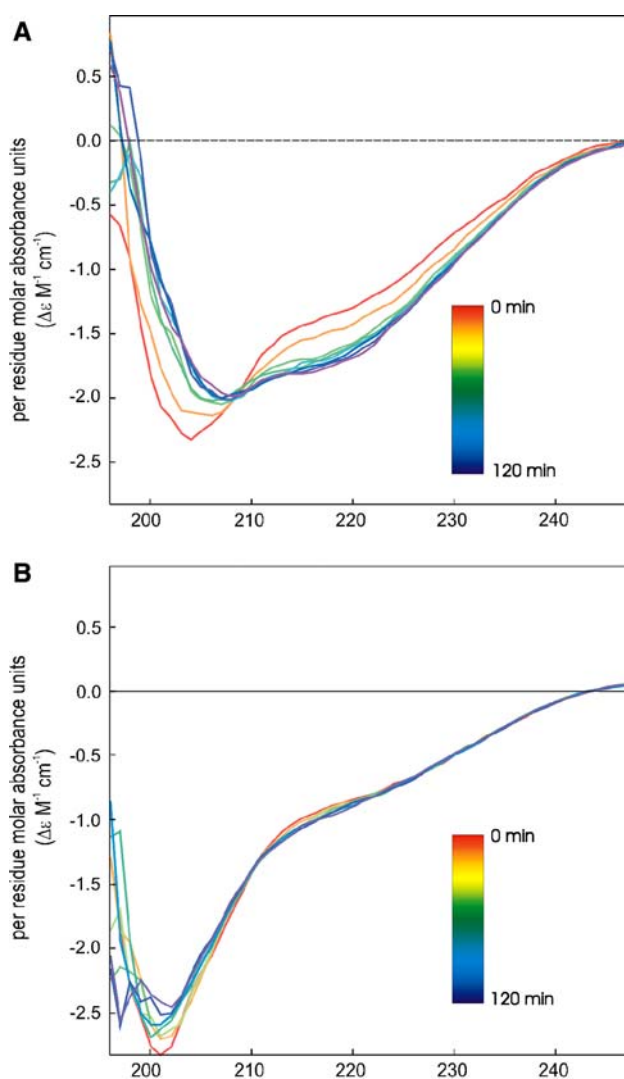 A
0.5
0.0
-0.5
-1.0
-1.5
-2.0
-2.5
per residue molar absorbance units
(Δε M⁻¹ cm⁻¹)
0 min
120 min
200 210 220 230 240
B
0.5
0.0
-0.5
-1.0
-1.5
-2.0
-2.5
per residue molar absorbance units
(Δε M⁻¹ cm⁻¹)
0 min
120 min
200 210 220 230 240